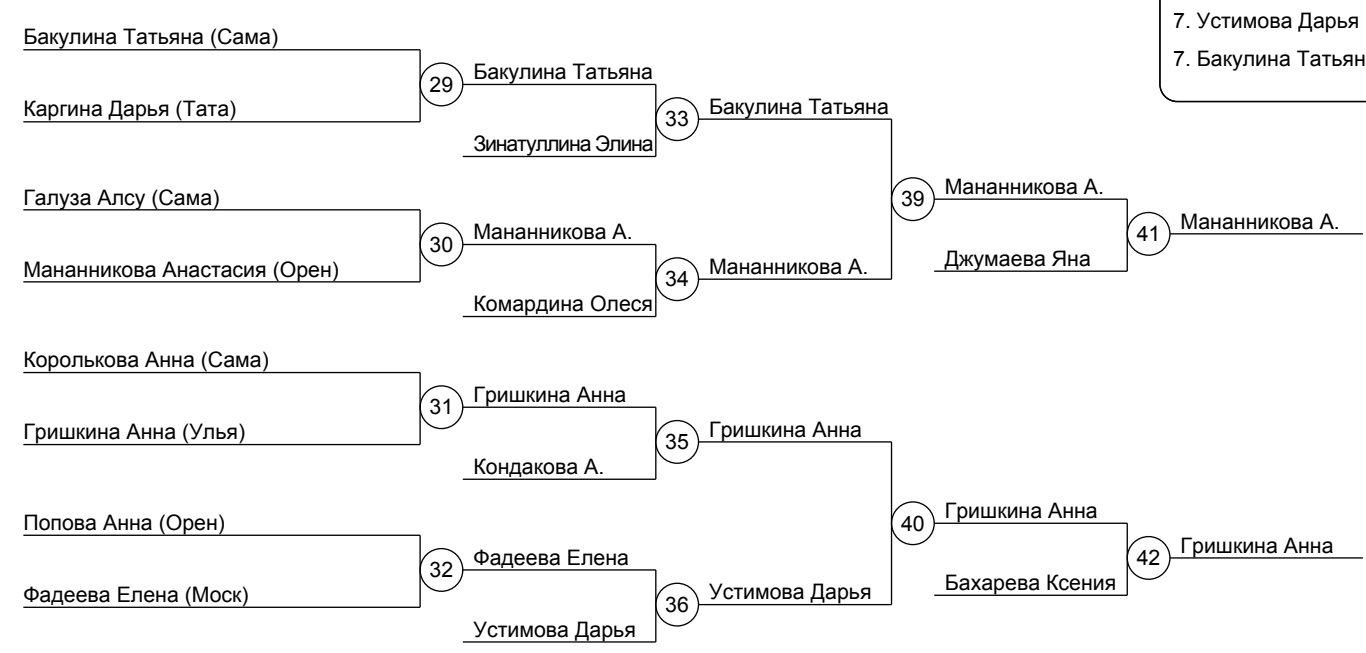 7. Устимова Дарья
7. Бакулина Татьян
Бакулина Татьяна (Сама)
29
Бакулина Татьяна
Каргина Дарья (Тата)
33
Бакулина Татьяна
Зинатуллина Элина
Галуза Алсу (Сама)
39
Мананникова А.
30
Мананникова А.
41
Мананникова А.
Мананникова Анастасия (Орен)
34
Мананникова А.
Джумаева Яна
Комардина Олеся
Королькова Анна (Сама)
31
Гришкина Анна
Гришкина Анна (Улья)
35
Гришкина Анна
Кондакова А.
Попова Анна (Орен)
40
Гришкина Анна
32
Фадеева Елена
42
Гришкина Анна
Фадеева Елена (Моск)
36
Устимова Дарья
Бахарева Ксения
Устимова Дарья